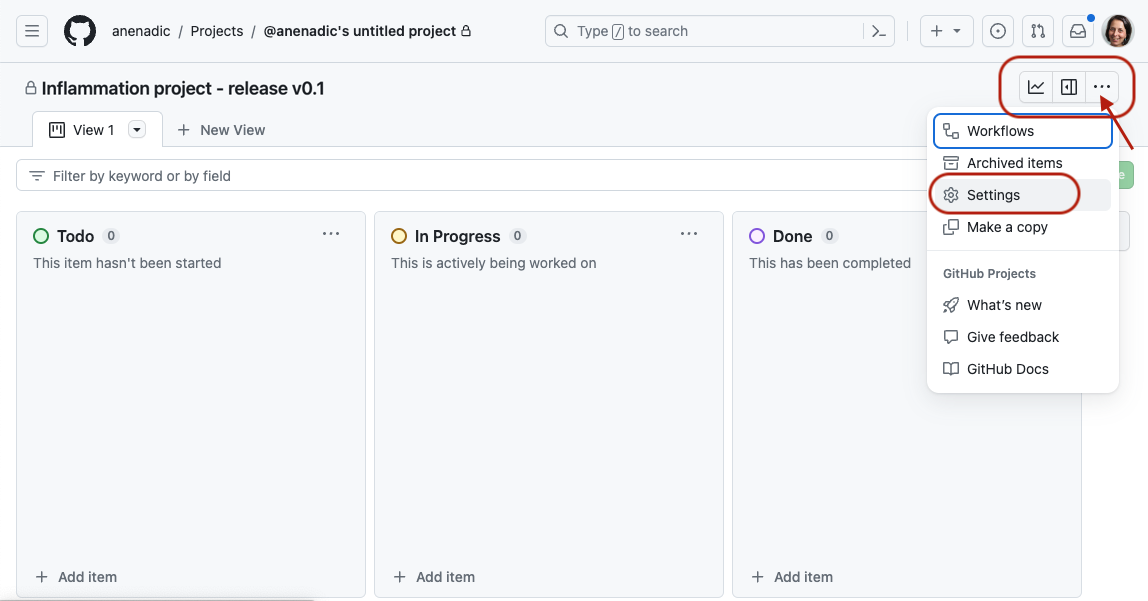 anenadic / Projects / @anenadic's untitled project
Type / to search
Inflammation project - release v0.1
View 1
New View
Workflows
Archived items
Settings
Make a copy
GitHub Projects
What's new
Give feedback
GitHub Docs
Filter by keyword or by field
e
Todo 0
This item hasn't been started
Add item
In Progress 0
This is actively being worked on
Add item
Done 0
This has been completed
Add item